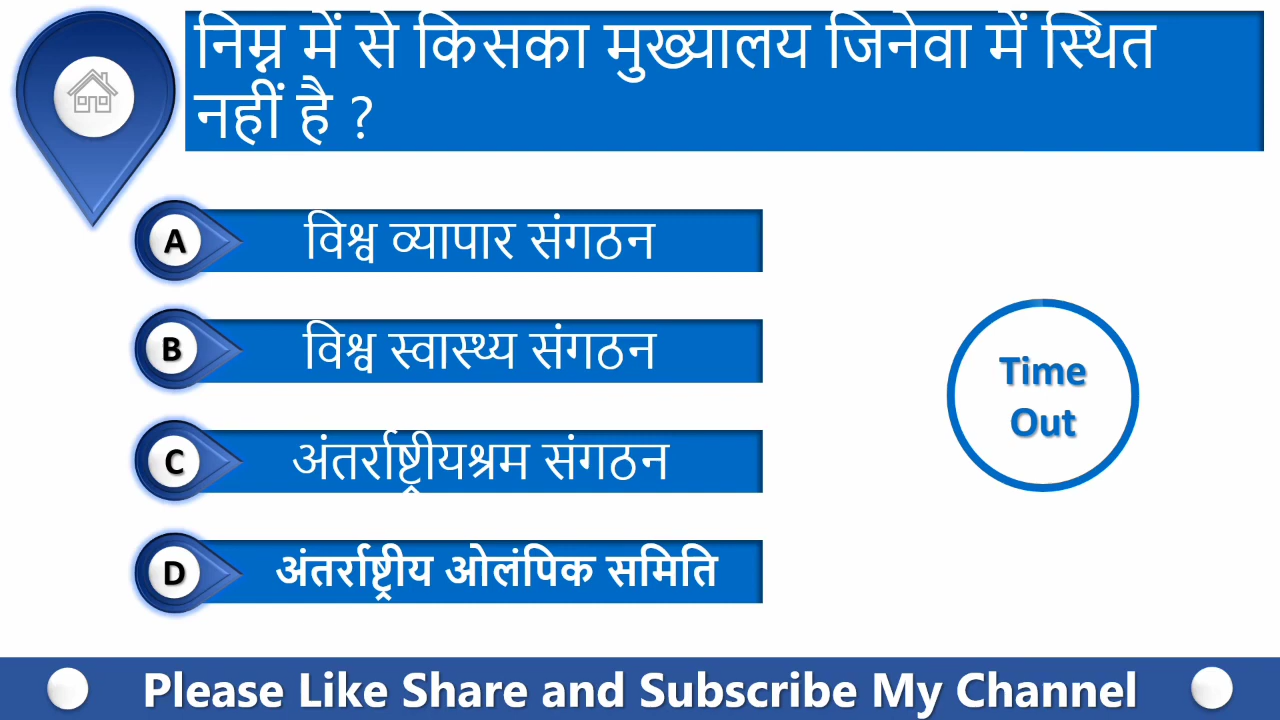 निम्न में से किसका मुख्यालय जिनेवा में स्थित
नहीं है ?
A
विश्व व्यापार संगठन
B
विश्व स्वास्थ्य संगठन
C
अंतर्राष्ट्रीयश्रम संगठन
D
अंतर्राष्ट्रीय ओलंपिक समिति
Time
Out
Please Like Share and Subscribe My Channel